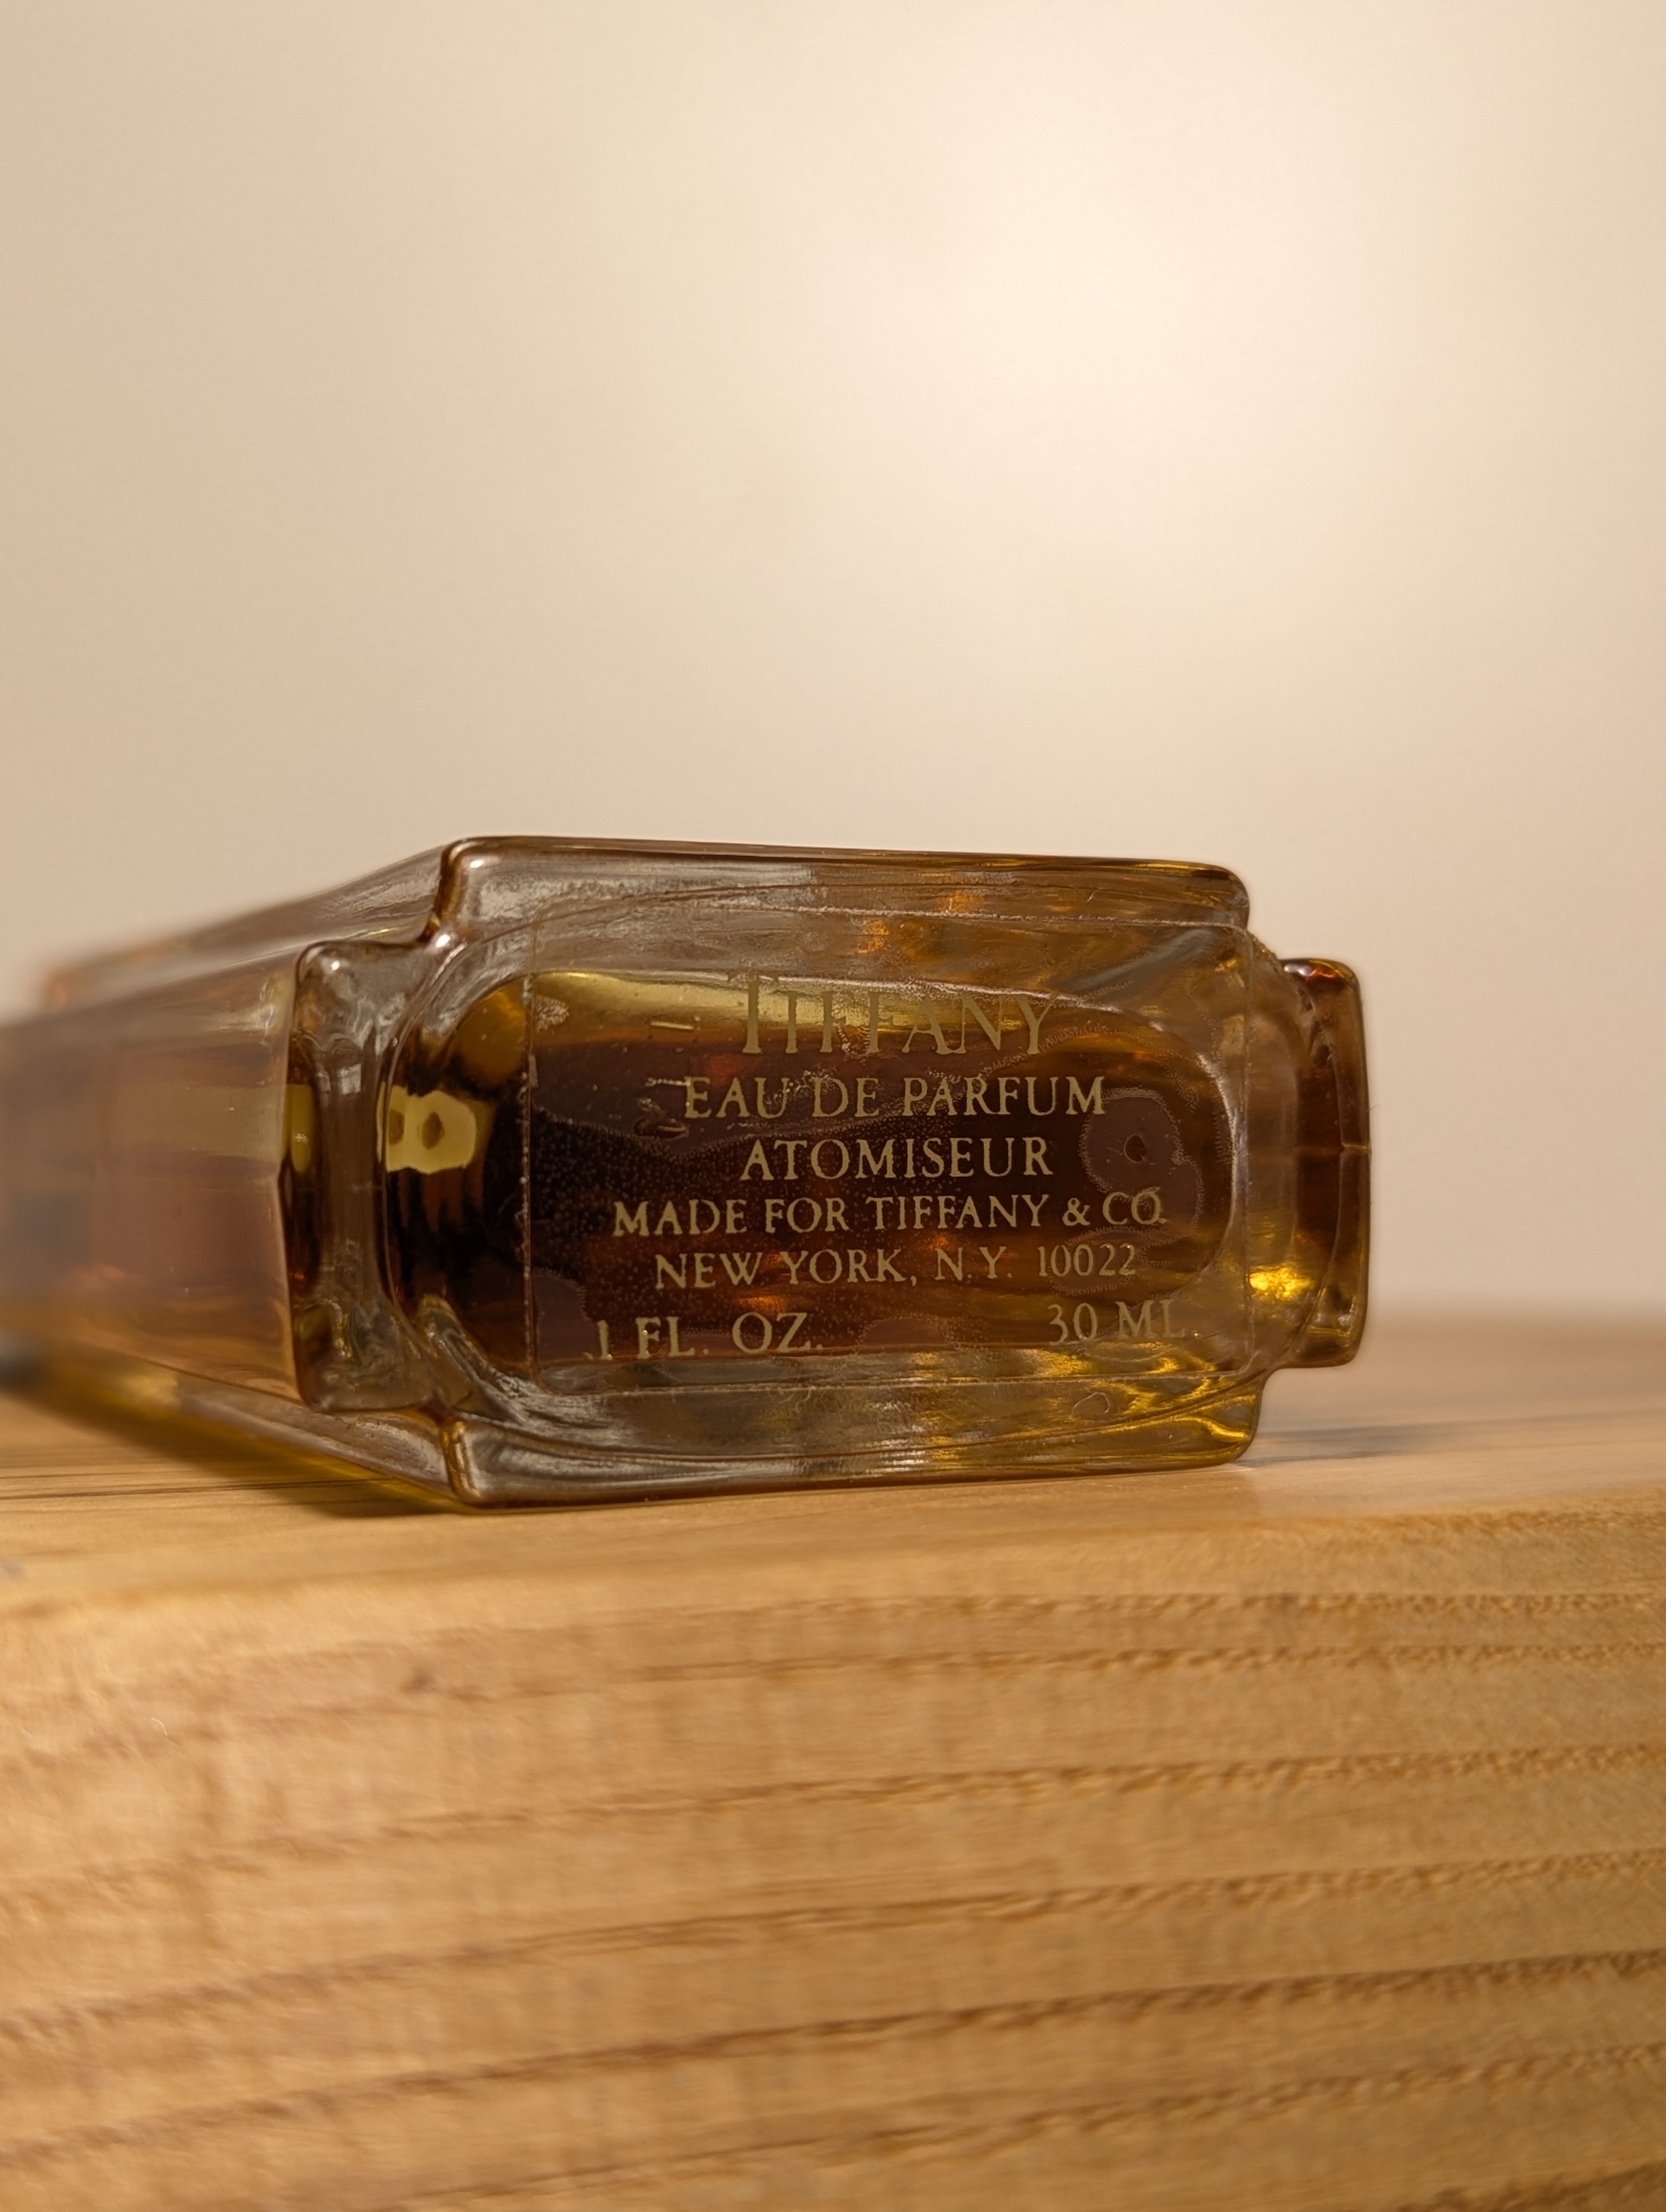 TIFFANY
EAU DE PARFUM
ATOMISEUR
MADE FOR TIFFANY & CO.
NEW YORK, N.Y. 10022
1 FL. OZ. 30 ML